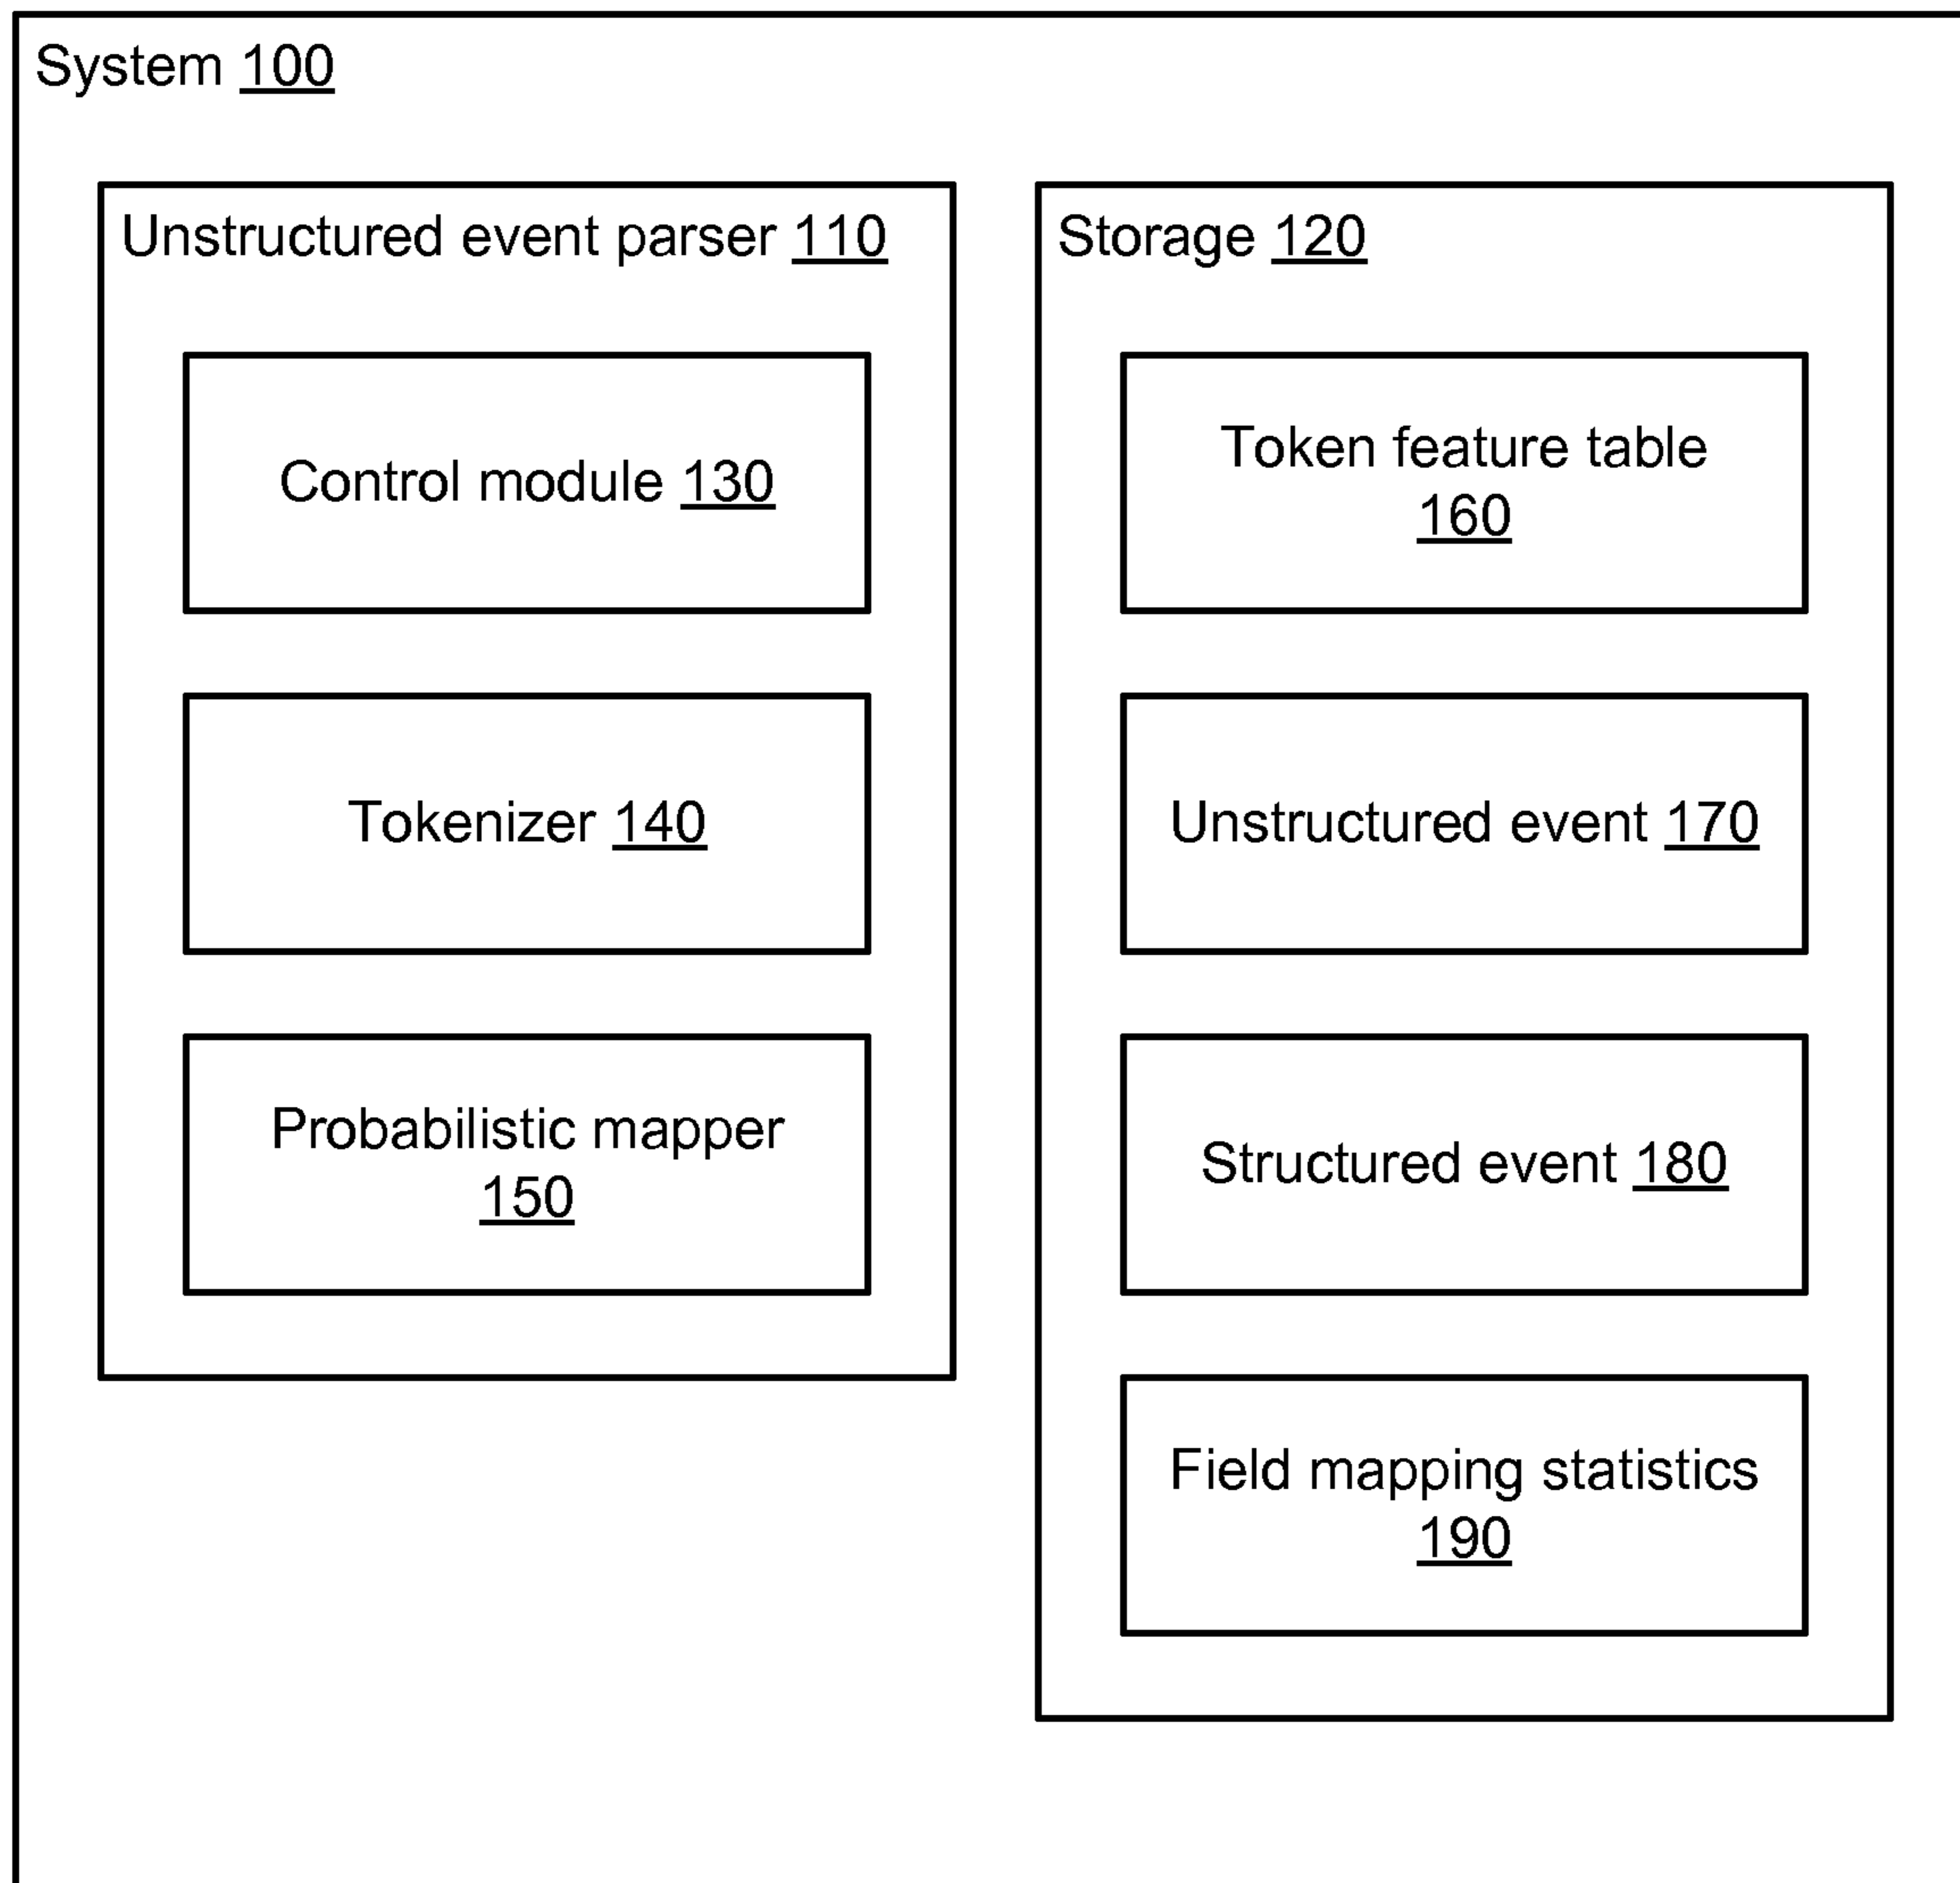 System 100
Unstructured event parser 110
Control module 130
Tokenizer 140
Probabilistic mapper
150
Storage 120
Token feature table
160
Unstructured event 170
Structured event 180
Field mapping statistics
190